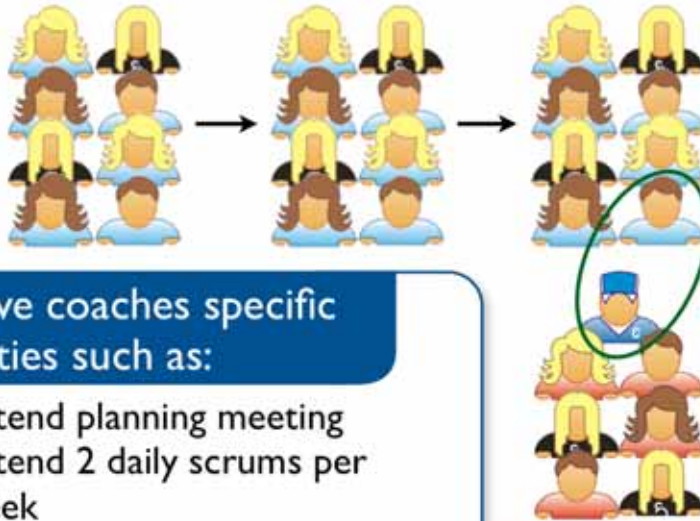 ve coaches specific
ties such as:
tend planning meeting
tend 2 daily scrums per
ek